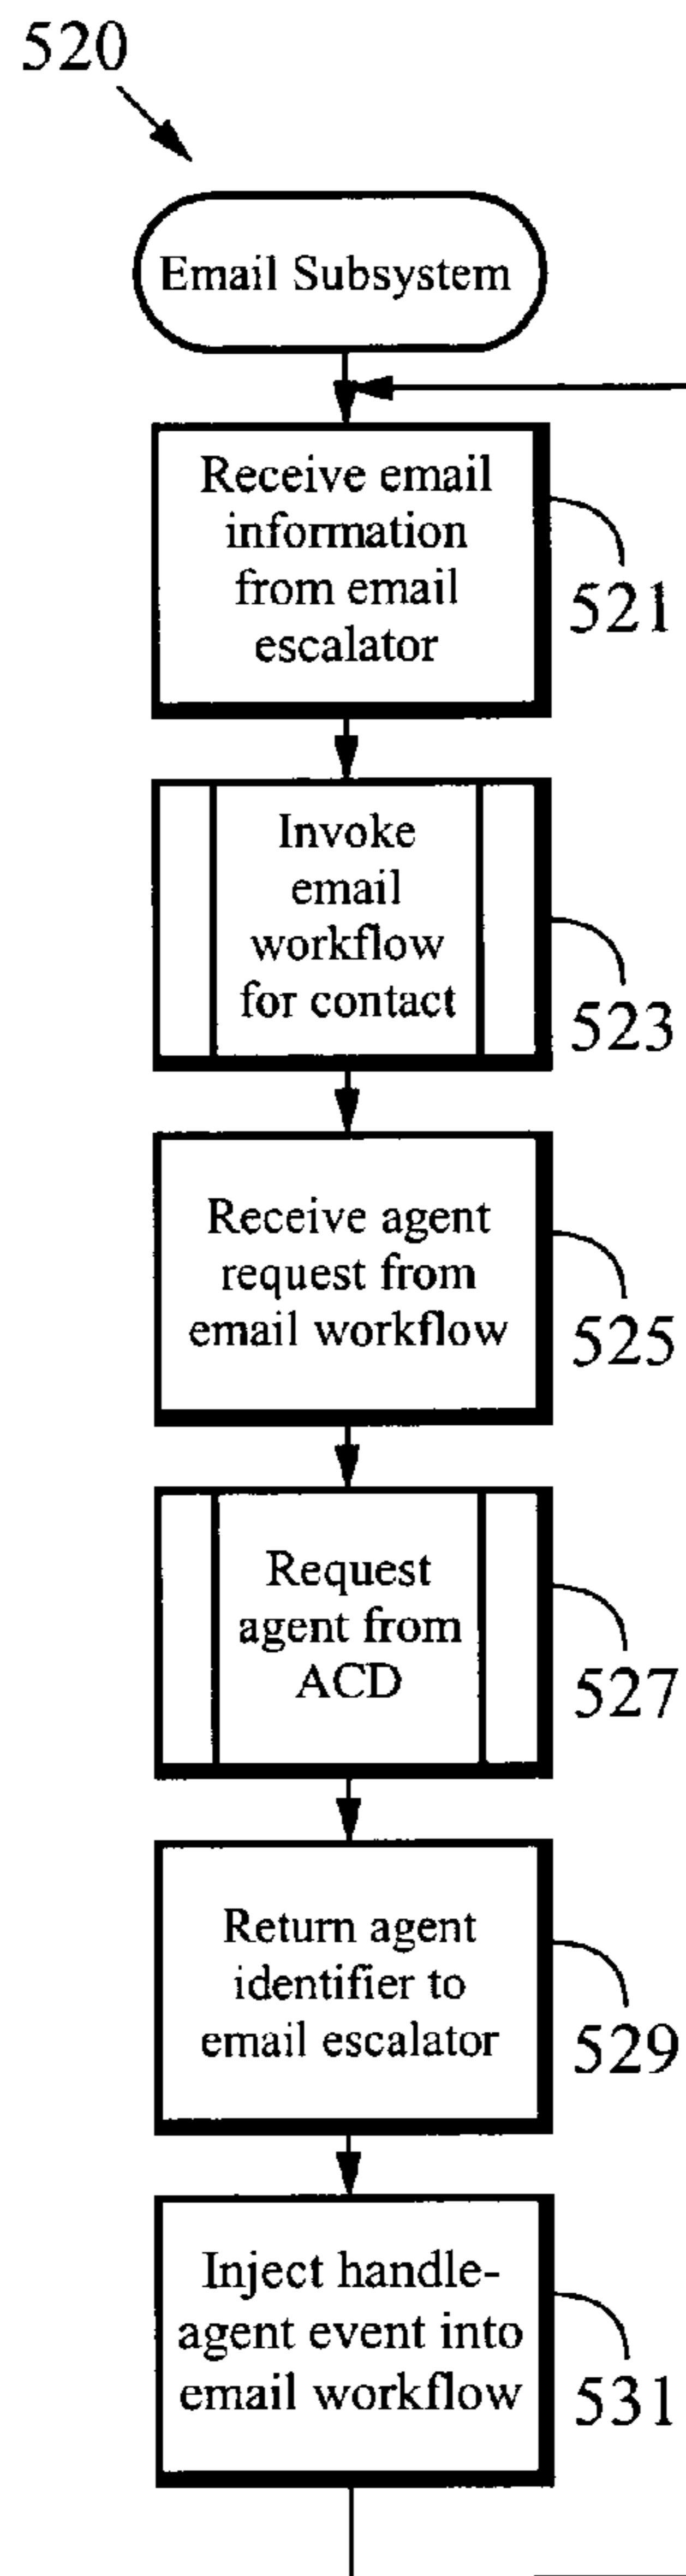 520
Email Subsystem
Receive email
information
from email
escalator
521
Invoke
email
workflow
for contact
523
Receive agent
request from
email workflow
525
Request
agent from
ACD
527
Return agent
identifier to
email escalator
529
Inject handle-
agent event into
email workflow
531